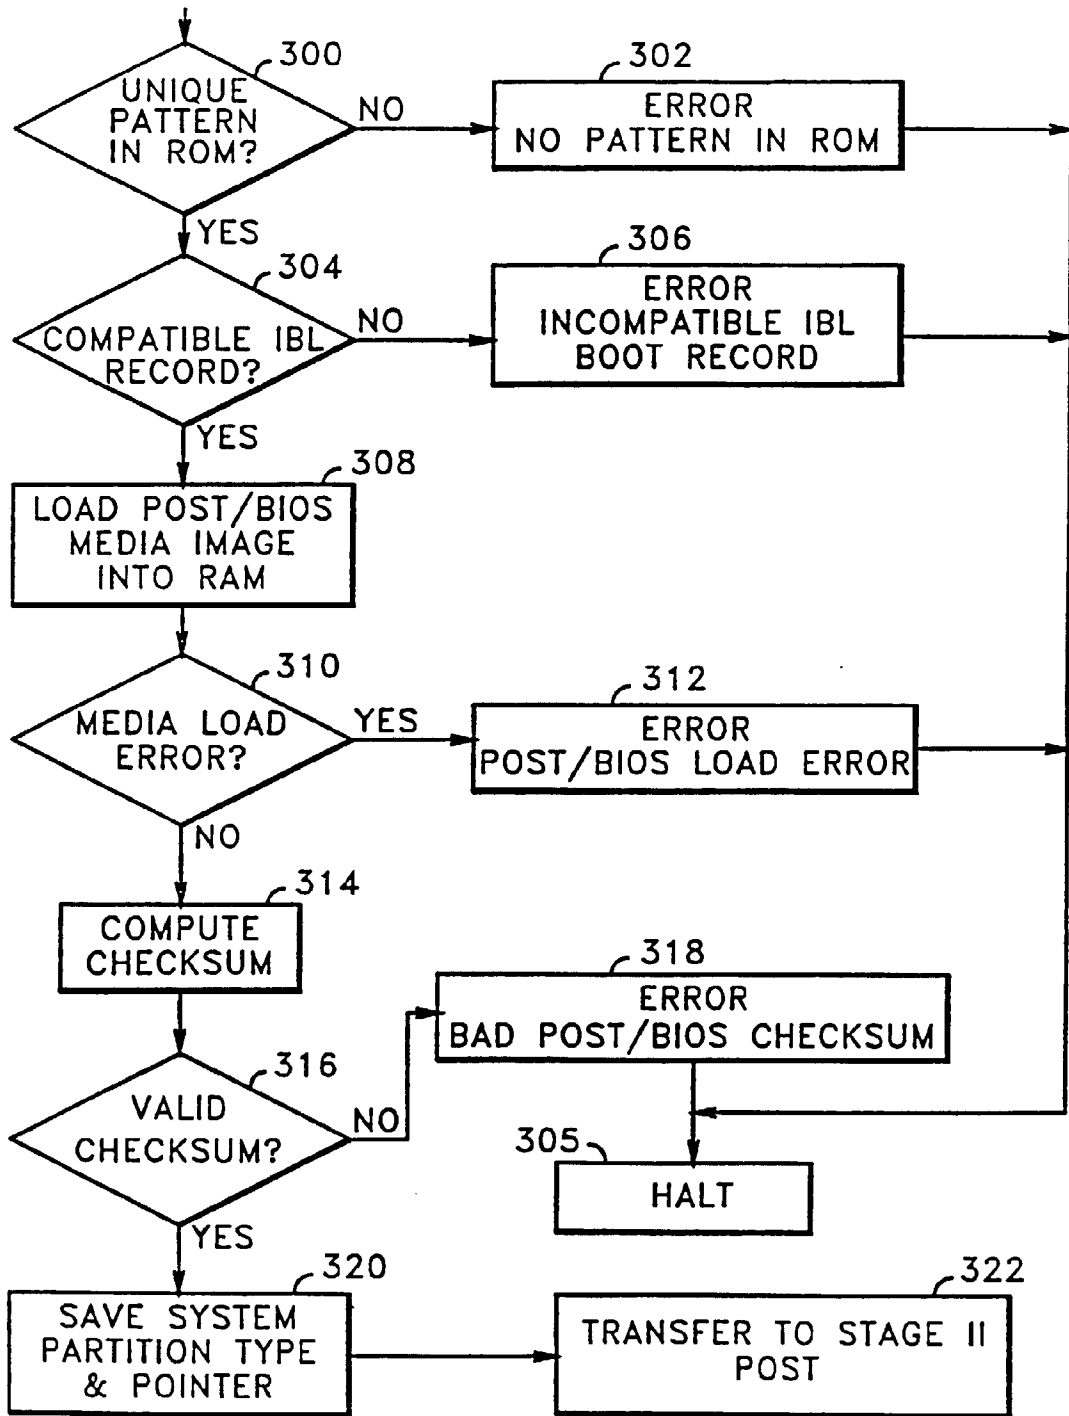 300
UNIQUE
PATTERN
IN ROM?
NO
302
ERROR
NO PATTERN IN ROM
YES
304
COMPATIBLE IBL
RECORD?
NO
306
ERROR
INCOMPATIBLE IBL
BOOT RECORD
YES
308
LOAD POST/BIOS
MEDIA IMAGE
INTO RAM
310
MEDIA LOAD
ERROR?
YES
312
ERROR
POST/BIOS LOAD ERROR
NO
314
COMPUTE
CHECKSUM
316
VALID
CHECKSUM?
NO
318
ERROR
BAD POST/BIOS CHECKSUM
305
HALT
YES
320
SAVE SYSTEM
PARTITION TYPE
& POINTER
322
TRANSFER TO STAGE II
POST